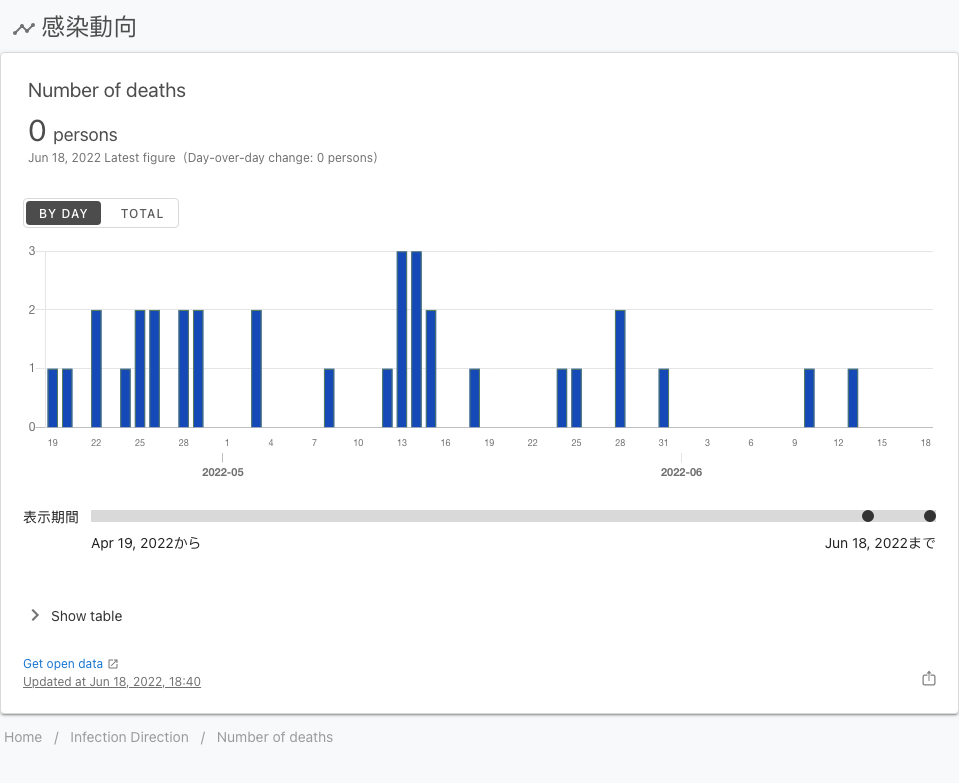 感染動向
Number of deaths
0 persons
Jun 18, 2022 Latest figure (Day-over-day change: 0 persons)
BY DAY TOTAL
3
2
1
0
19 22 25 28 1 4 7 10 13 16 19 22 25 28 31 3 6 9 12 15 18
2022-05 2022-06
表示期間
Apr 19, 2022から Jun 18, 2022まで
Show table
Get open data
Updated at Jun 18, 2022, 18:40
Home / Infection Direction / Number of deaths